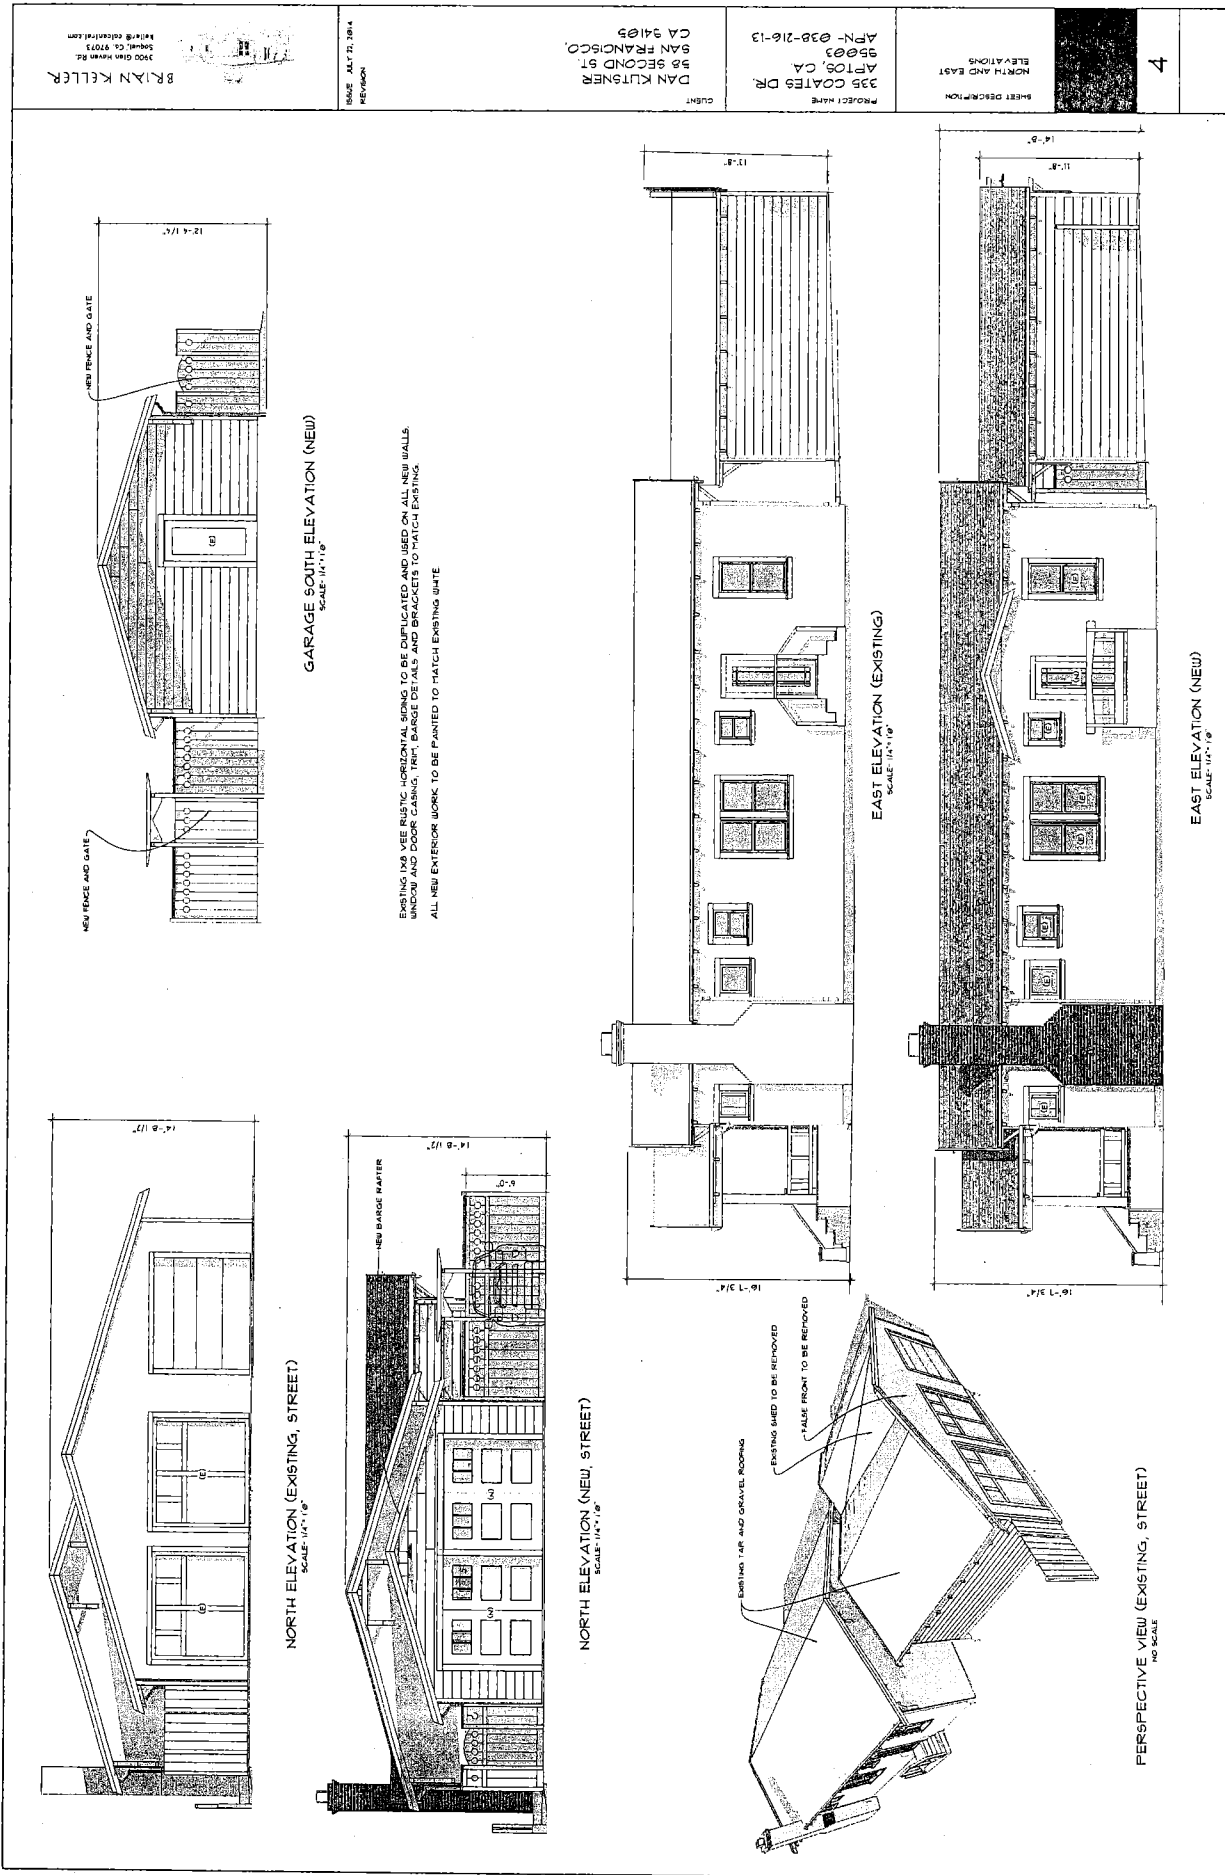 BRIAN KELLER
3900 Glen Haven Rd.
Soquel, Ca. 97073
keller@calcentral.com
ISSUE JULY 22, 2014
REVISION
CLIENT
DAN KUTSNER
58 SECOND ST.
SAN FRANCISCO,
CA 94105
PROJECT NAME
335 COATES DR.
APTOS, CA.
95003
APN- 038-216-13
SHEET DESCRIPTION
NORTH AND EAST
ELEVATIONS
4
14'-8 1/2"
(E)
(E)
NORTH ELEVATION (EXISTING, STREET)
SCALE- 1/4"=1'0"
NEW FENCE AND GATE
NEW FENCE AND GATE
12'-4 1/4"
(E)
GARAGE SOUTH ELEVATION (NEW)
SCALE- 1/4"=1'0"
14'-8 1/2"
NEW BARGE RAFTER
6'-0"
NORTH ELEVATION (NEW, STREET)
SCALE- 1/4"=1'0"
EXISTING 1X8 VEE RUSTIC HORIZONTAL SIDING TO BE DUPLICATED AND USED ON ALL NEW WALLS.
WINDOW AND DOOR CASING, TRIM, BARGE DETAILS AND BRACKETS TO MATCH EXISTING.
ALL NEW EXTERIOR WORK TO BE PAINTED TO MATCH EXISTING WHITE
16'-1 3/4"
13'-8"
EAST ELEVATION (EXISTING)
SCALE- 1/4"=1'0"
EXISTING TAR AND GRAVEL ROOFING
EXISTING SHED TO BE REMOVED
FALSE FRONT TO BE REMOVED
PERSPECTIVE VIEW (EXISTING, STREET)
NO SCALE
16'-1 3/4"
14'-8"
11'-8"
(E)
(E)
(E)
(E)
(E)
(E)
(N)
(E)
EAST ELEVATION (NEW)
SCALE- 1/4"=1'0"